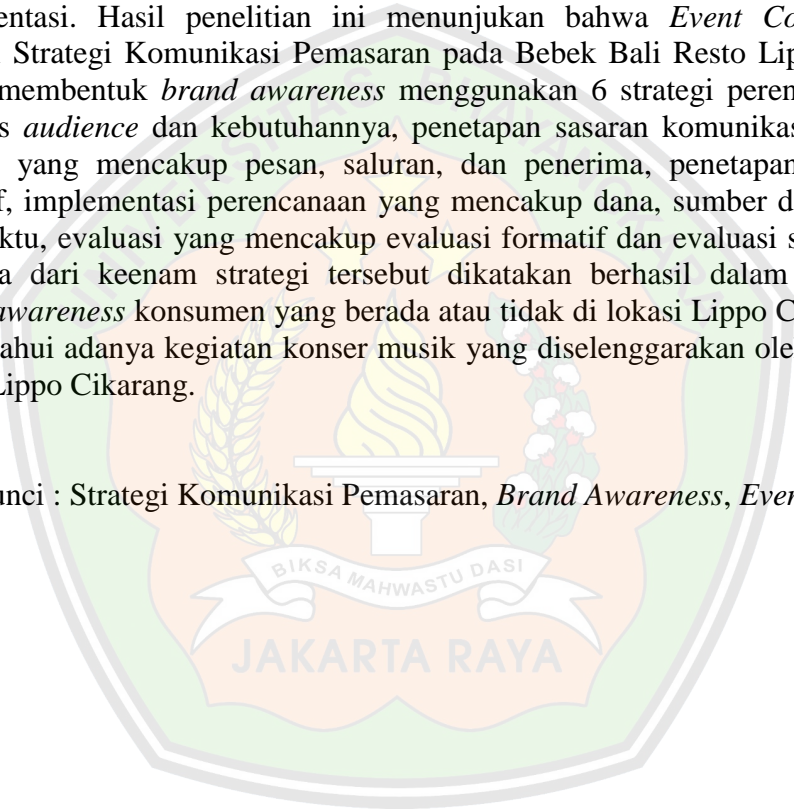 entasi. Hasil penelitian ini menunjukan bahwa Event Co
Strategi Komunikasi Pemasaran pada Bebek Bali Resto Lip
membentuk brand awareness menggunakan 6 strategi peren
s audience dan kebutuhannya, penetapan sasaran komunikas
yang mencakup pesan, saluran, dan penerima, penetapan
f, implementasi perencanaan yang mencakup dana, sumber d
ktu, evaluasi yang mencakup evaluasi formatif dan evaluasi s
a dari keenam strategi tersebut dikatakan berhasil dalam
awareness konsumen yang berada atau tidak di lokasi Lippo C
ahui adanya kegiatan konser musik yang diselenggarakan ole
Lippo Cikarang.
unci : Strategi Komunikasi Pemasaran, Brand Awareness, Even
UNIVERSITAS BHAYANGKARA
BIKSA MAHWASTU DASI
JAKARTA RAYA